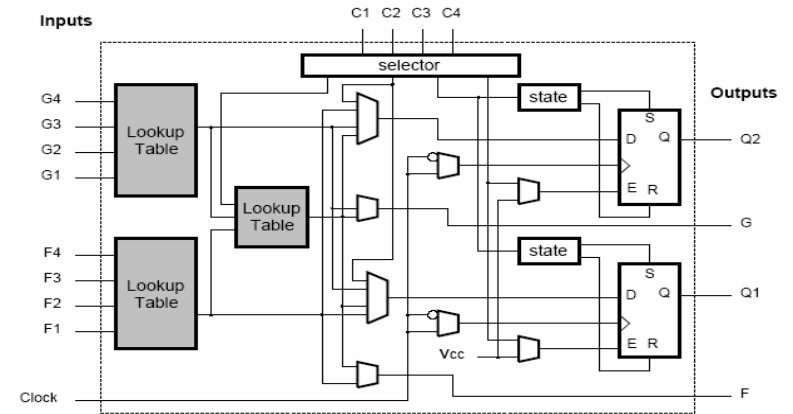 C1 C2 C3 C4
Inputs
selector
Outputs
state
G4
G3
G2
G1
Lookup
Table
S
D Q
E R
Q2
Lookup
Table
G
F4
F3
F2
F1
Lookup
Table
state
S
Q
D
E R
Q1
Vcc
Clock
F